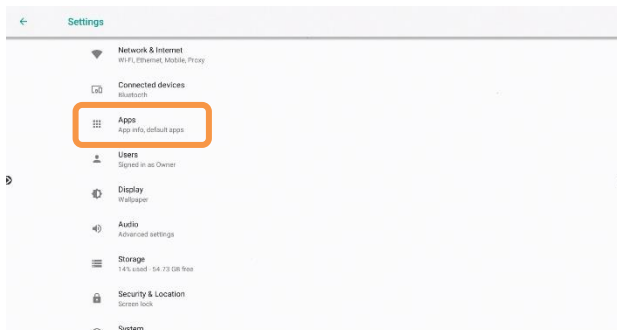 Settings
Network & Internet
Wi-Fi, Ethernet, Mobile, Proxy
Connected devices
Bluetooth
Apps
App info, default apps
Users
Signed in as Owner
Display
Wallpaper
Audio
Advanced settings
Storage
14% used - 54.73 GB free
Security & Location
Screen lock
System